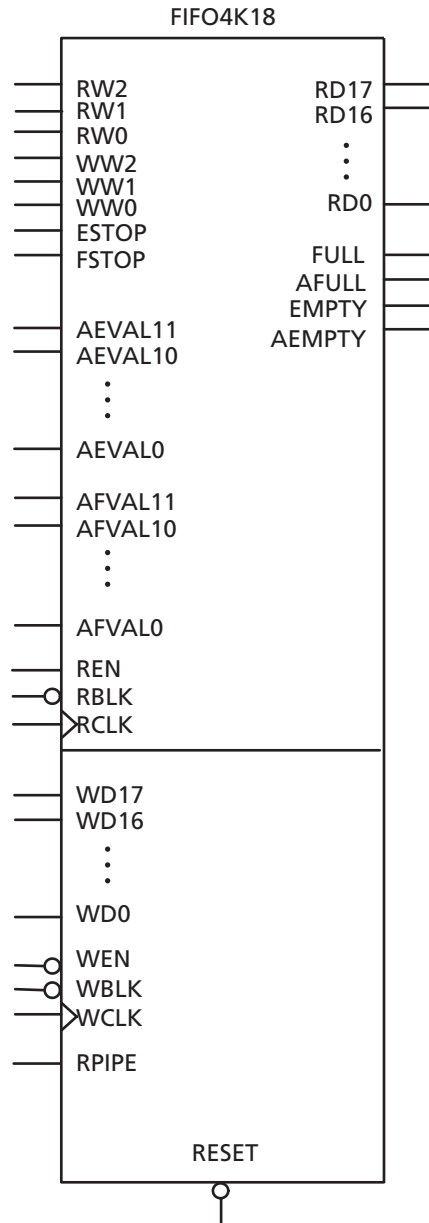 FIFO4K18
RW2
RW1
RW0
WW2
WW1
WW0
ESTOP
FSTOP
AEVAL11
AEVAL10
AEVAL0
AFVAL11
AFVAL10
AFVAL0
REN
RBLK
RCLK
WD17
WD16
WD0
WEN
WBLK
WCLK
RPIPE
RD17
RD16
RD0
FULL
AFULL
EMPTY
AEMPTY
RESET